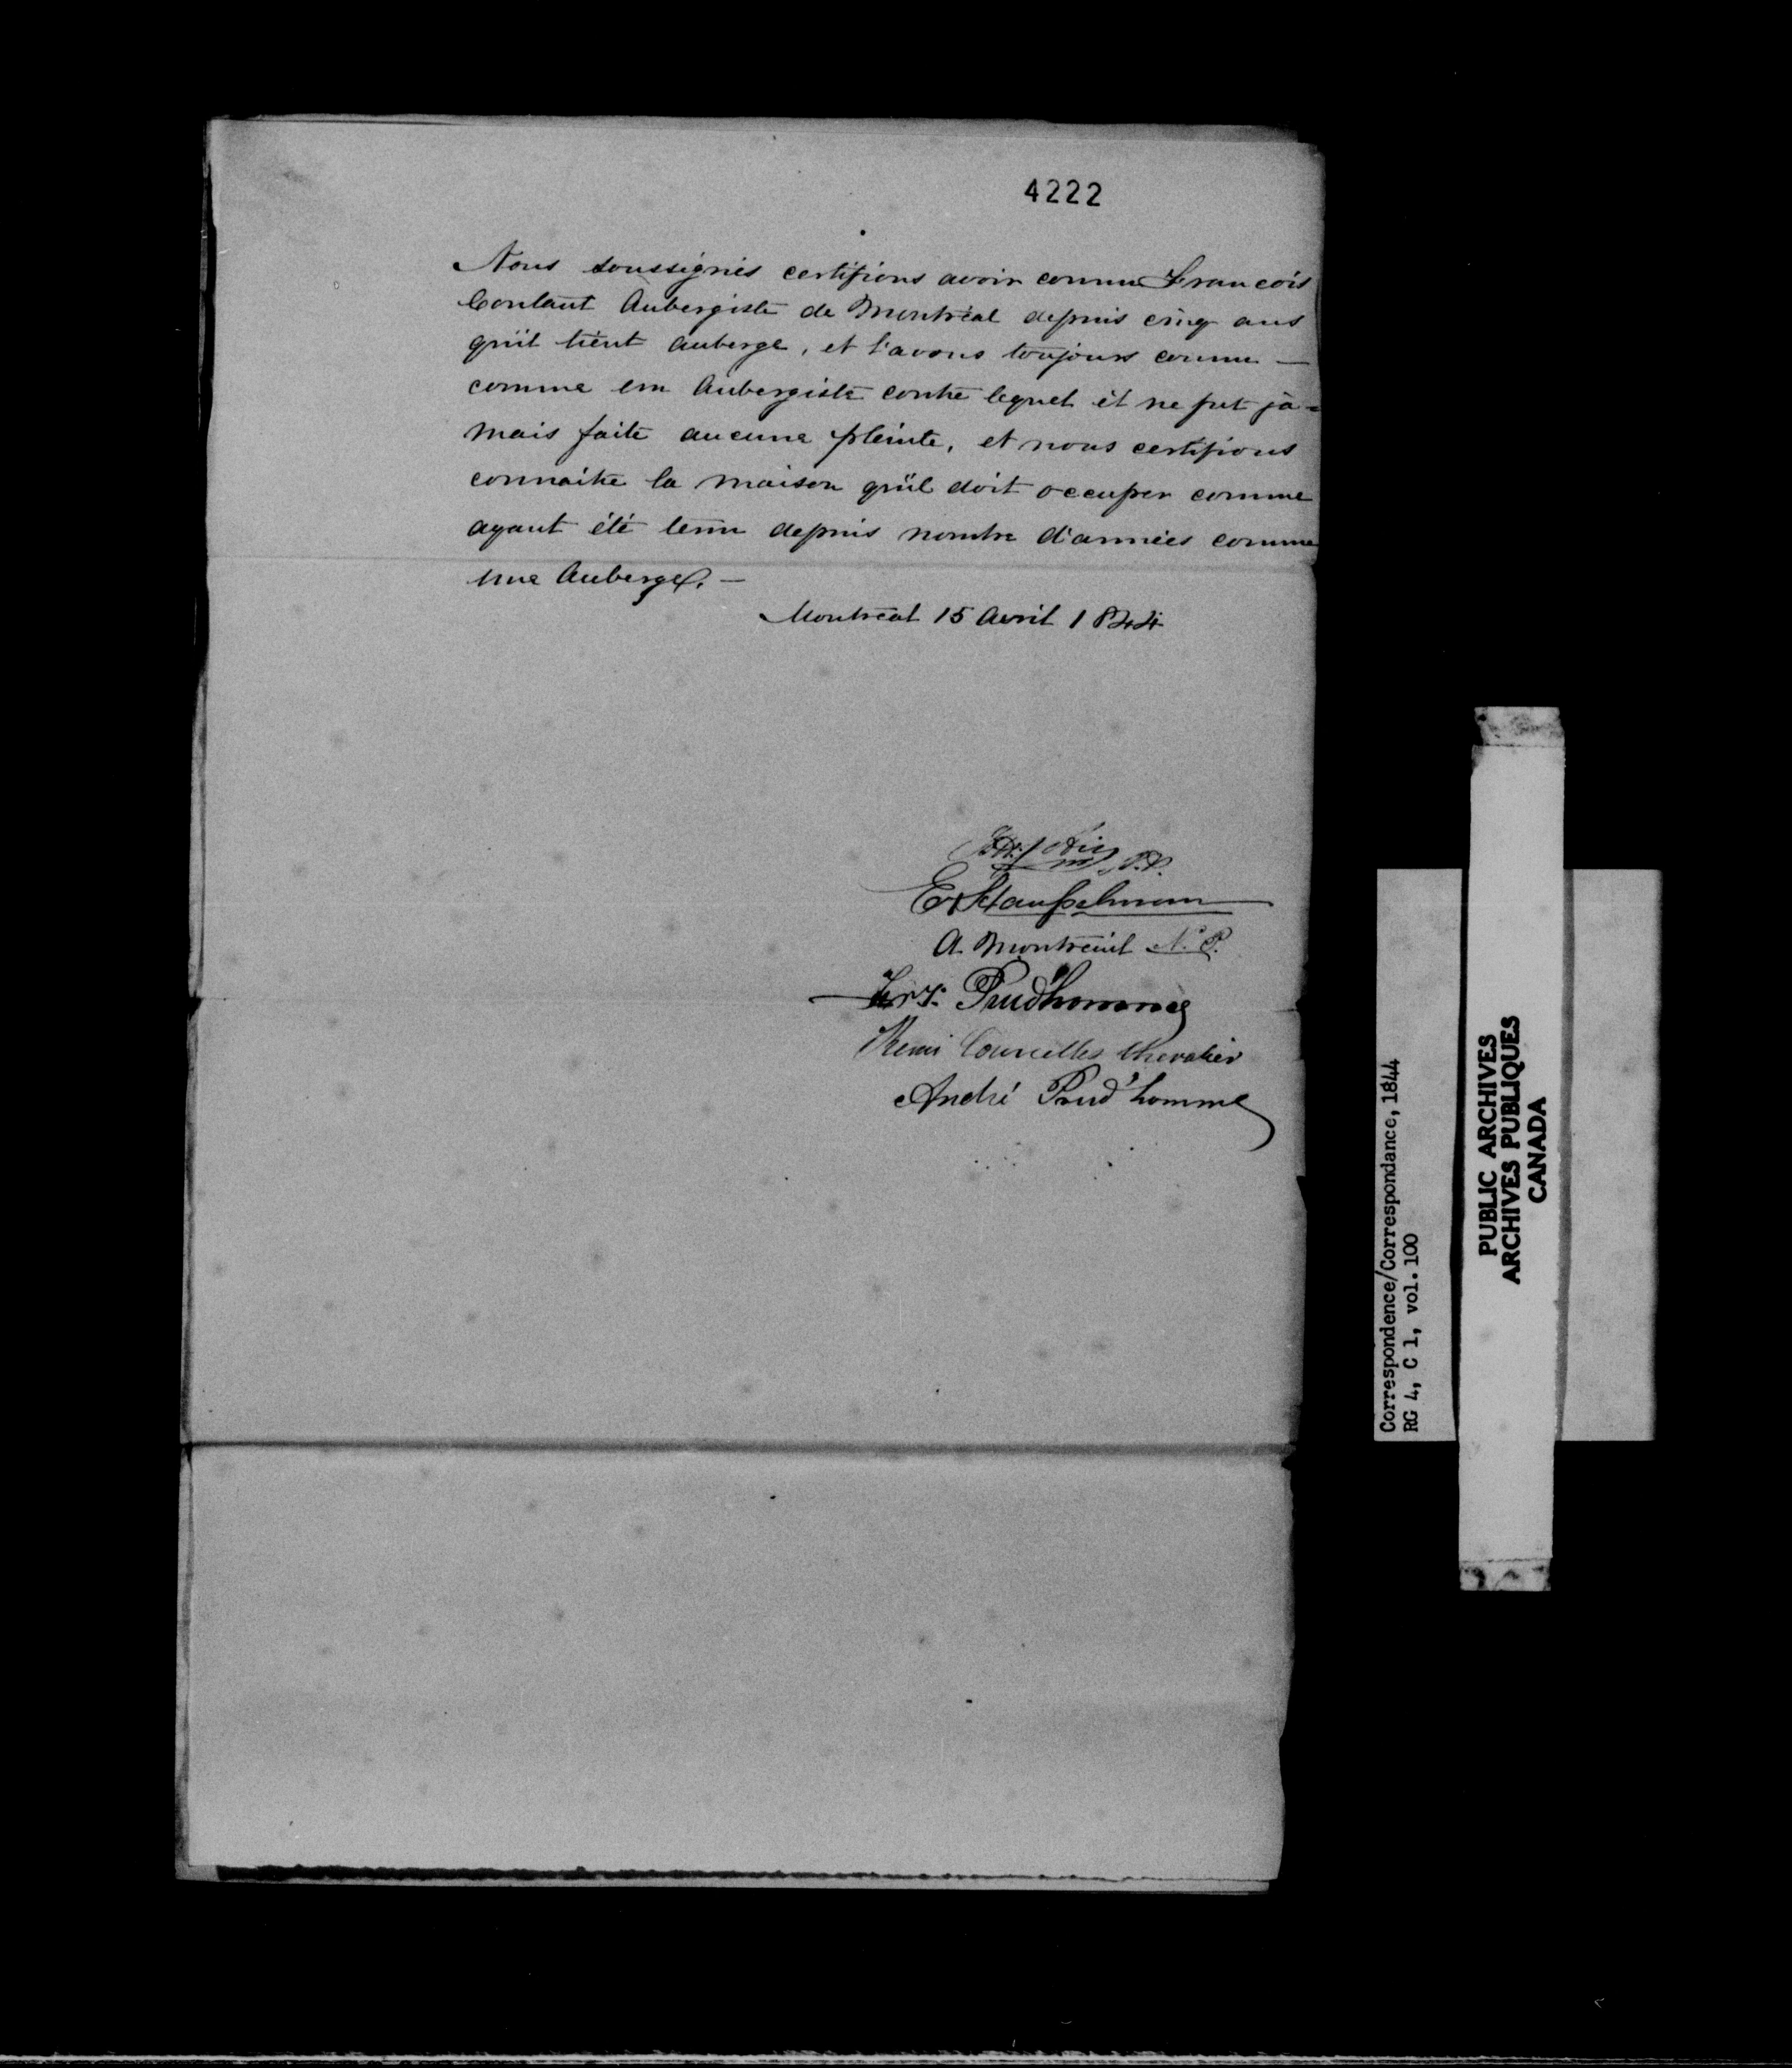 4222
Nous soussignés certifions avoir connu Francois
Contant Aubergiste de Montréal depuis cinq ans
qu'il tient auberge, et l'avons toujours connu —
comme un Aubergiste contre lequel il ne fut ja=
mais faite aucune pleinte, et nous certifions
connaitre la maison qu'il doit occuper comme
ayant été tenu depuis nombre d'années comme
une Auberge. —
Montréal 15 Avril 1844
A. Montreuil N.P.
Frs. Prudhomme
Remi Courcelles Chevalier
André Prud'homme
Correspondence/Correspondance, 1844
RG 4, C 1, vol. 100
PUBLIC ARCHIVES
ARCHIVES PUBLIQUES
CANADA